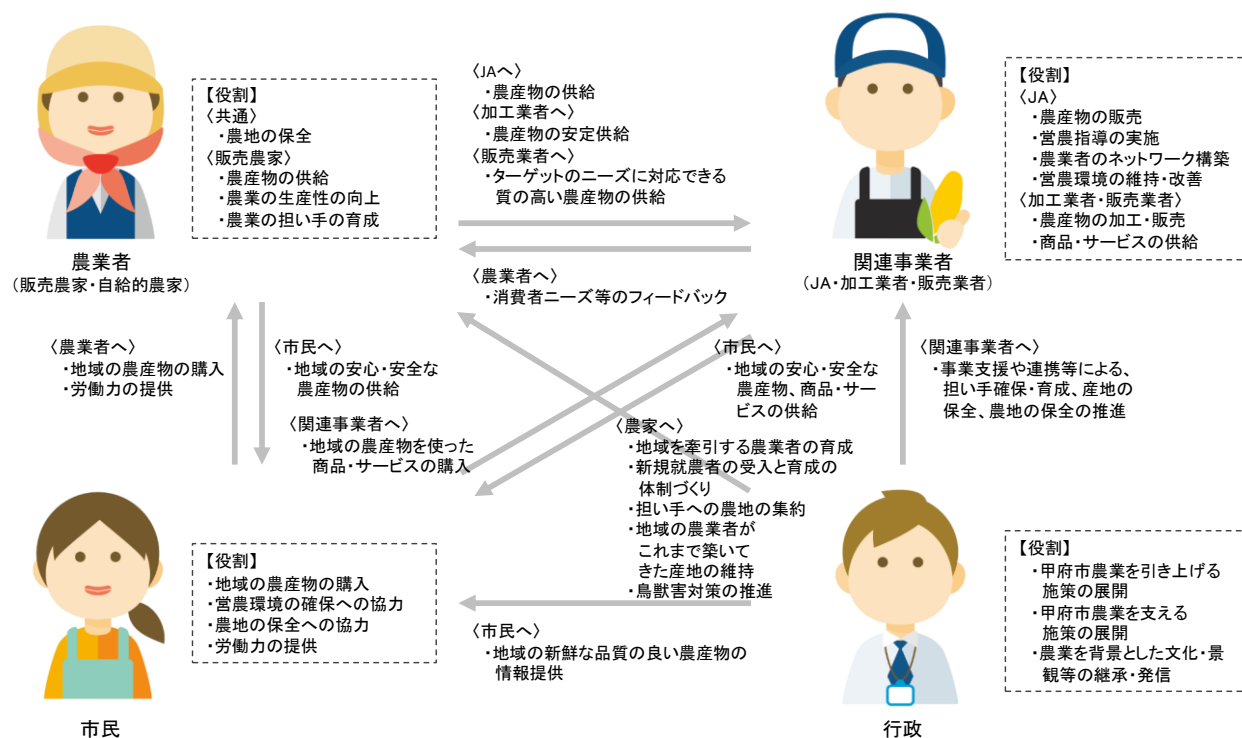 【役割】
〈共通〉
・農地の保全
〈販売農家〉
・農産物の供給
・農業の生産性の向上
・農業の担い手の育成
農業者
（販売農家・自給的農家）
〈JAへ〉
・農産物の供給
〈加工業者へ〉
・農産物の安定供給
〈販売業者へ〉
・ターゲットのニーズに対応できる
質の高い農産物の供給
〈農業者へ〉
・消費者ニーズ等のフィードバック
【役割】
〈JA〉
・農産物の販売
・営農指導の実施
・農業者のネットワーク構築
・営農環境の維持・改善
〈加工業者・販売業者〉
・農産物の加工・販売
・商品・サービスの供給
関連事業者
（JA・加工業者・販売業者）
〈農業者へ〉
・地域の農産物の購入
・労働力の提供
〈市民へ〉
・地域の安心・安全な
農産物の供給
〈関連事業者へ〉
・地域の農産物を使った
商品・サービスの購入
〈市民へ〉
・地域の安心・安全な
農産物、商品・サー
ビスの供給
〈関連事業者へ〉
・事業支援や連携等による、
担い手確保・育成、産地の
保全、農地の保全の推進
〈農家へ〉
・地域を牽引する農業者の育成
・新規就農者の受入と育成の
体制づくり
・担い手への農地の集約
・地域の農業者が
これまで築いて
きた産地の維持
・鳥獣害対策の推進
【役割】
・地域の農産物の購入
・営農環境の確保への協力
・農地の保全への協力
・労働力の提供
市民
〈市民へ〉
・地域の新鮮な品質の良い農産物の
情報提供
【役割】
・甲府市農業を引き上げる
施策の展開
・甲府市農業を支える
施策の展開
・農業を背景とした文化・景
観等の継承・発信
行政